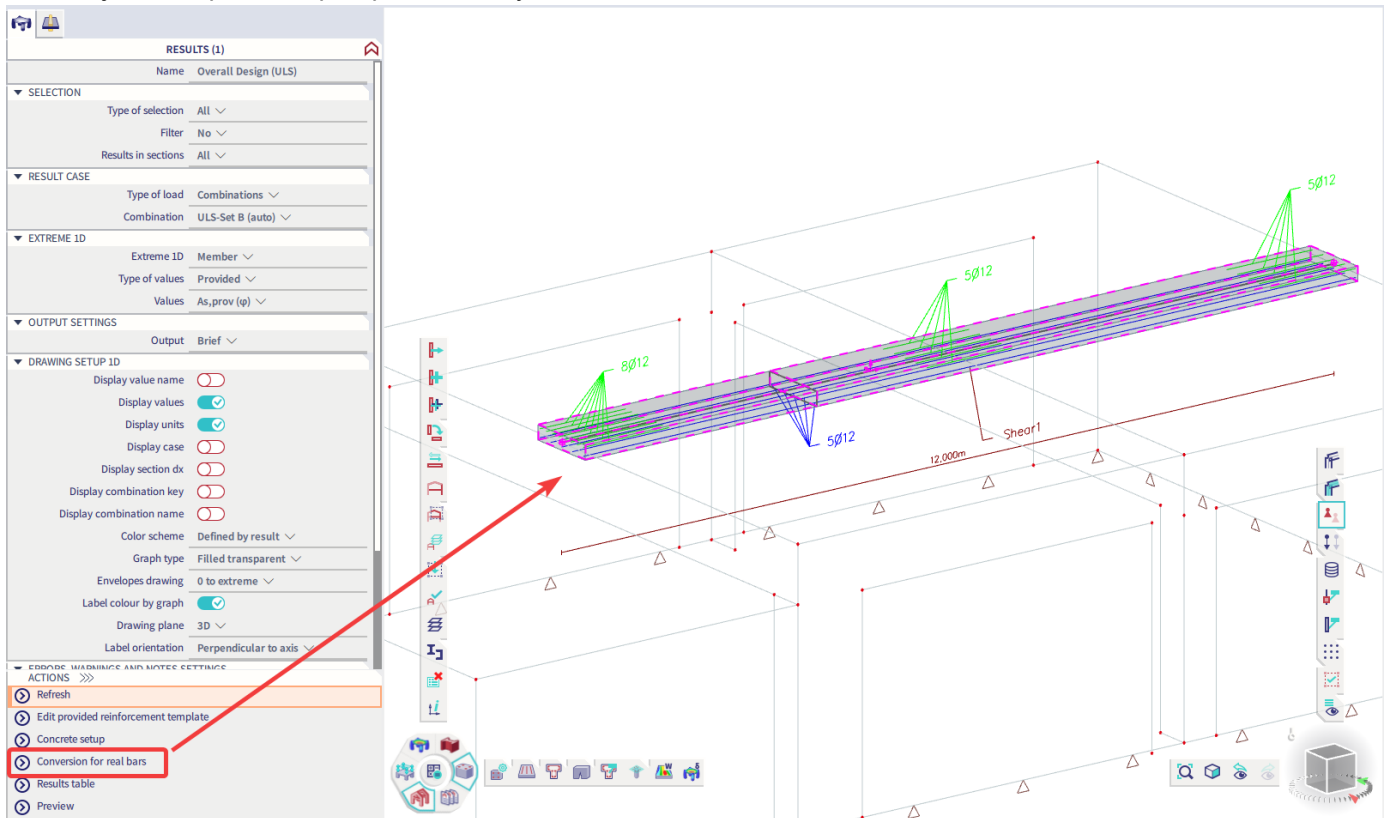 RESULTS (1)
Name Overall Design (ULS)
SELECTION
Type of selection All
Filter No
Results in sections All
RESULT CASE
Type of load Combinations
Combination ULS-Set B (auto)
EXTREME 1D
Extreme 1D Member
Type of values Provided
Values As,prov (φ)
OUTPUT SETTINGS
Output Brief
DRAWING SETUP 1D
Display value name
Display values
Display units
Display case
Display section dx
Display combination key
Display combination name
Color scheme Defined by result
Graph type Filled transparent
Envelopes drawing 0 to extreme
Label colour by graph
Drawing plane 3D
Label orientation Perpendicular to axis
ERRORS, WARNINGS AND NOTES SETTINGS
ACTIONS >>>
Refresh
Edit provided reinforcement template
Concrete setup
Conversion for real bars
Results table
Preview
5Ø12
5Ø12
8Ø12
5Ø12
Shear1
12,000m